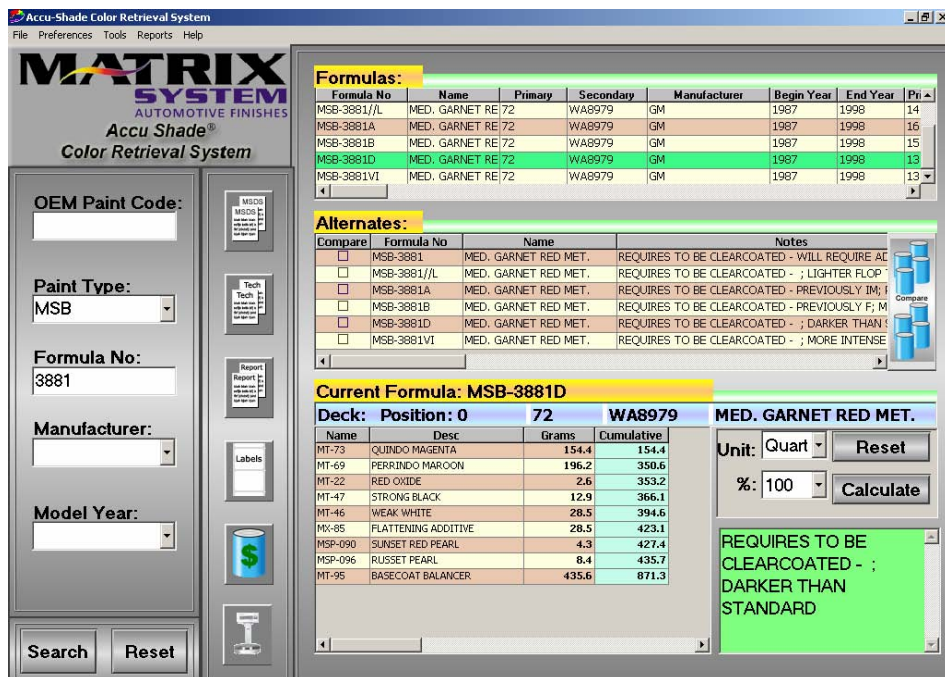 Accu-Shade Color Retrieval System
File Preferences Tools Reports Help
MATRIX
SYSTEM
AUTOMOTIVE FINISHES
Accu Shade®
Color Retrieval System
OEM Paint Code:
Paint Type:
MSB
Formula No:
3881
Manufacturer:
Model Year:
Search Reset
MSDS
MSDS
Tech
Tech
Report
Report
Labels
$
Formulas:
Formula No Name Primary Secondary Manufacturer Begin Year End Year Pri
MSB-3881//L MED. GARNET RE 72 WA8979 GM 1987 1998 14
MSB-3881A MED. GARNET RE 72 WA8979 GM 1987 1998 16
MSB-3881B MED. GARNET RE 72 WA8979 GM 1987 1998 15
MSB-3881D MED. GARNET RE 72 WA8979 GM 1987 1998 13
MSB-3881VI MED. GARNET RE 72 WA8979 GM 1987 1998 13
Alternates:
Compare Formula No Name Notes
MSB-3881 MED. GARNET RED MET. REQUIRES TO BE CLEARCOATED - WILL REQUIRE AD
MSB-3881//L MED. GARNET RED MET. REQUIRES TO BE CLEARCOATED - ; LIGHTER FLOP
MSB-3881A MED. GARNET RED MET. REQUIRES TO BE CLEARCOATED - PREVIOUSLY IM;
MSB-3881B MED. GARNET RED MET. REQUIRES TO BE CLEARCOATED - PREVIOUSLY F; M
MSB-3881D MED. GARNET RED MET. REQUIRES TO BE CLEARCOATED - ; DARKER THAN
MSB-3881VI MED. GARNET RED MET. REQUIRES TO BE CLEARCOATED - ; MORE INTENSE
Compare
Current Formula: MSB-3881D
Deck: Position: 0 72 WA8979 MED. GARNET RED MET.
Name Desc Grams Cumulative
MT-73 QUINDO MAGENTA 154.4 154.4
MT-69 PERRINDO MAROON 196.2 350.6
MT-22 RED OXIDE 2.6 353.2
MT-47 STRONG BLACK 12.9 366.1
MT-46 WEAK WHITE 28.5 394.6
MX-85 FLATTENING ADDITIVE 28.5 423.1
MSP-090 SUNSET RED PEARL 4.3 427.4
MSP-096 RUSSET PEARL 8.4 435.7
MT-95 BASECOAT BALANCER 435.6 871.3
Unit: Quart Reset
%: 100 Calculate
REQUIRES TO BE
CLEARCOATED - ;
DARKER THAN
STANDARD